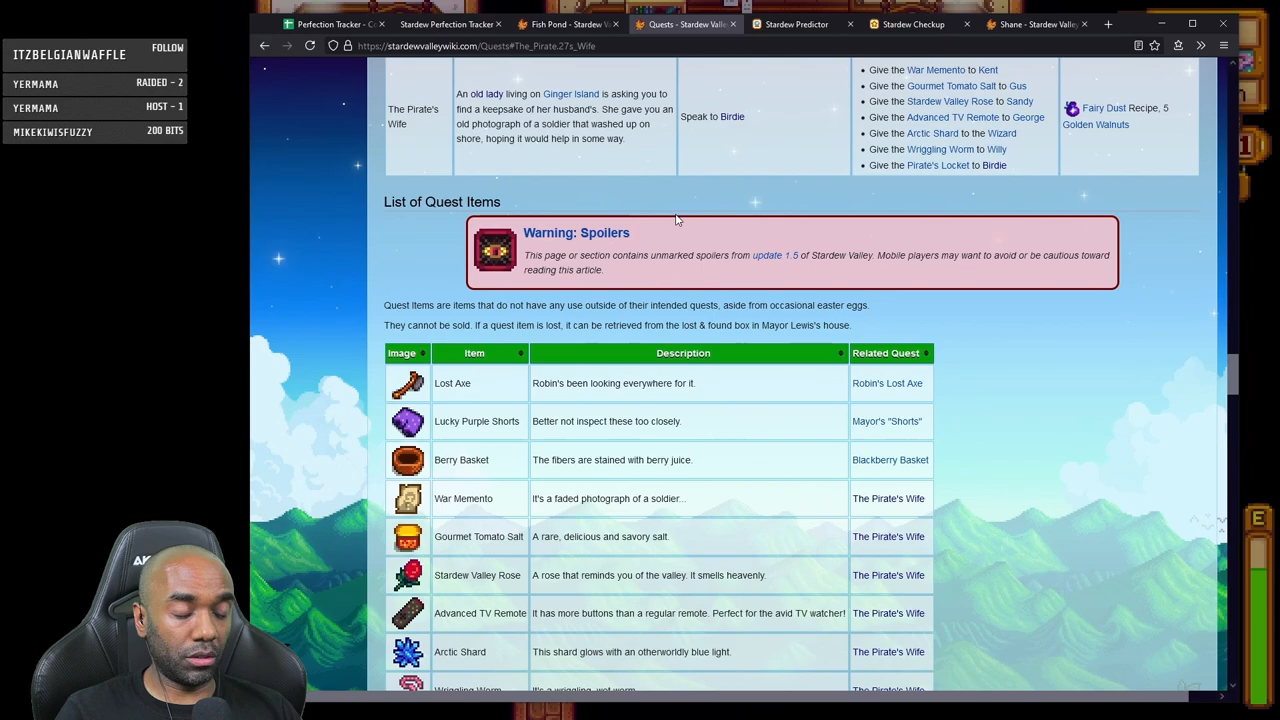 ITZBELGIANWAFFLE FOLLOW
YERMAMA RAIDED - 2
YERMAMA HOST - 1
MIKEKIWISFUZZY 200 BITS
Perfection Tracker - Co
Stardew Perfection Tracker
Fish Pond - Stardew V
Quests - Stardew Valle
Stardew Predictor
Stardew Checkup
Shane - Stardew Valley
https://stardewvalleywiki.com/Quests#The_Pirate.27s_Wife
The Pirate's
Wife
An old lady living on Ginger Island is asking you to
find a keepsake of her husband's. She gave you an
old photograph of a soldier that washed up on
shore, hoping it would help in some way.
Speak to Birdie
Give the War Memento to Kent
Give the Gourmet Tomato Salt to Gus
Give the Stardew Valley Rose to Sandy
Give the Advanced TV Remote to George
Give the Arctic Shard to the Wizard
Give the Wriggling Worm to Willy
Give the Pirate's Locket to Birdie
Fairy Dust Recipe, 5
Golden Walnuts
List of Quest Items
Warning: Spoilers
This page or section contains unmarked spoilers from update 1.5 of Stardew Valley. Mobile players may want to avoid or be cautious toward
reading this article.
Quest Items are items that do not have any use outside of their intended quests, aside from occasional easter eggs.
They cannot be sold. If a quest item is lost, it can be retrieved from the lost & found box in Mayor Lewis's house.
Image Item Description Related Quest
Lost Axe Robin's been looking everywhere for it. Robin's Lost Axe
Lucky Purple Shorts Better not inspect these too closely. Mayor's "Shorts"
Berry Basket The fibers are stained with berry juice. Blackberry Basket
War Memento It's a faded photograph of a soldier... The Pirate's Wife
Gourmet Tomato Salt A rare, delicious and savory salt. The Pirate's Wife
Stardew Valley Rose A rose that reminds you of the valley. It smells heavenly. The Pirate's Wife
Advanced TV Remote It has more buttons than a regular remote. Perfect for the avid TV watcher! The Pirate's Wife
Arctic Shard This shard glows with an otherworldly blue light. The Pirate's Wife
Wriggling Worm It's a wriggling, wet worm. The Pirate's Wife
AK
E